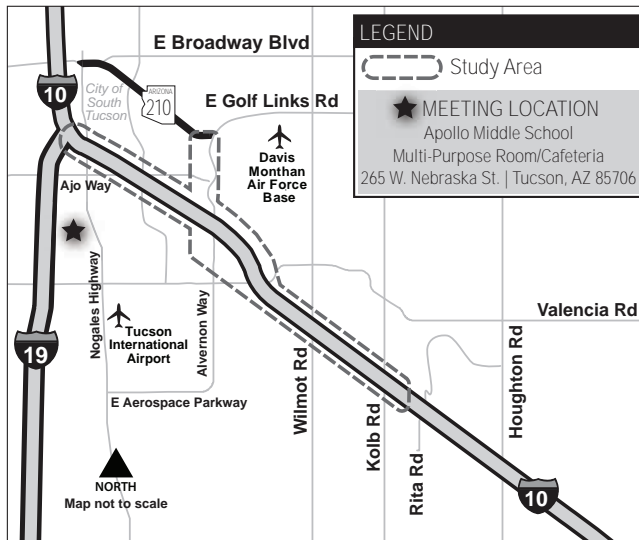 E Broadway Blvd
LEGEND
Study Area
MEETING LOCATION
Apollo Middle School
Multi-Purpose Room/Cafeteria
265 W. Nebraska St. | Tucson, AZ 85706
10
City of
South
Tucson
ARIZONA
210
E Golf Links Rd
Davis
Monthan
Air Force
Base
Ajo Way
Nogales Highway
Alvernon Way
Valencia Rd
Tucson
International
Airport
19
E Aerospace Parkway
Wilmot Rd
Kolb Rd
Rita Rd
Houghton Rd
NORTH
Map not to scale
10